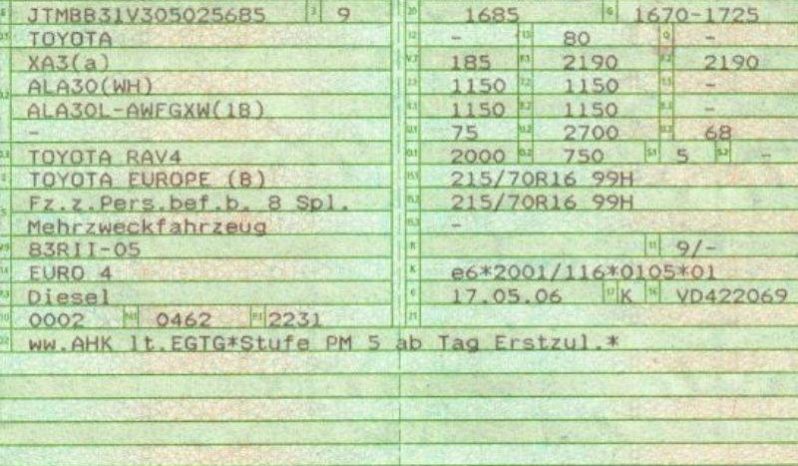 JTMBB31V305025685 9
TOYOTA
XA3(a)
ALA30(WH)
ALA30L-AWFGXW(1B)
-
TOYOTA RAV4
TOYOTA EUROPE (B)
Fz.z.Pers.bef.b. 8 Spl.
Mehrzweckfahrzeug
83RII-05
EURO 4
Diesel
0002 0462 2231
1685 1670-1725
- 80 -
185 2190 2190
1150 1150 -
1150 1150 -
75 2700 68
2000 750 5 -
215/70R16 99H
215/70R16 99H
-
9/-
e6*2001/116*0105*01
17.05.06 K VD422069
ww.AHK lt.EGTG*Stufe PM 5 ab Tag Erstzul.*